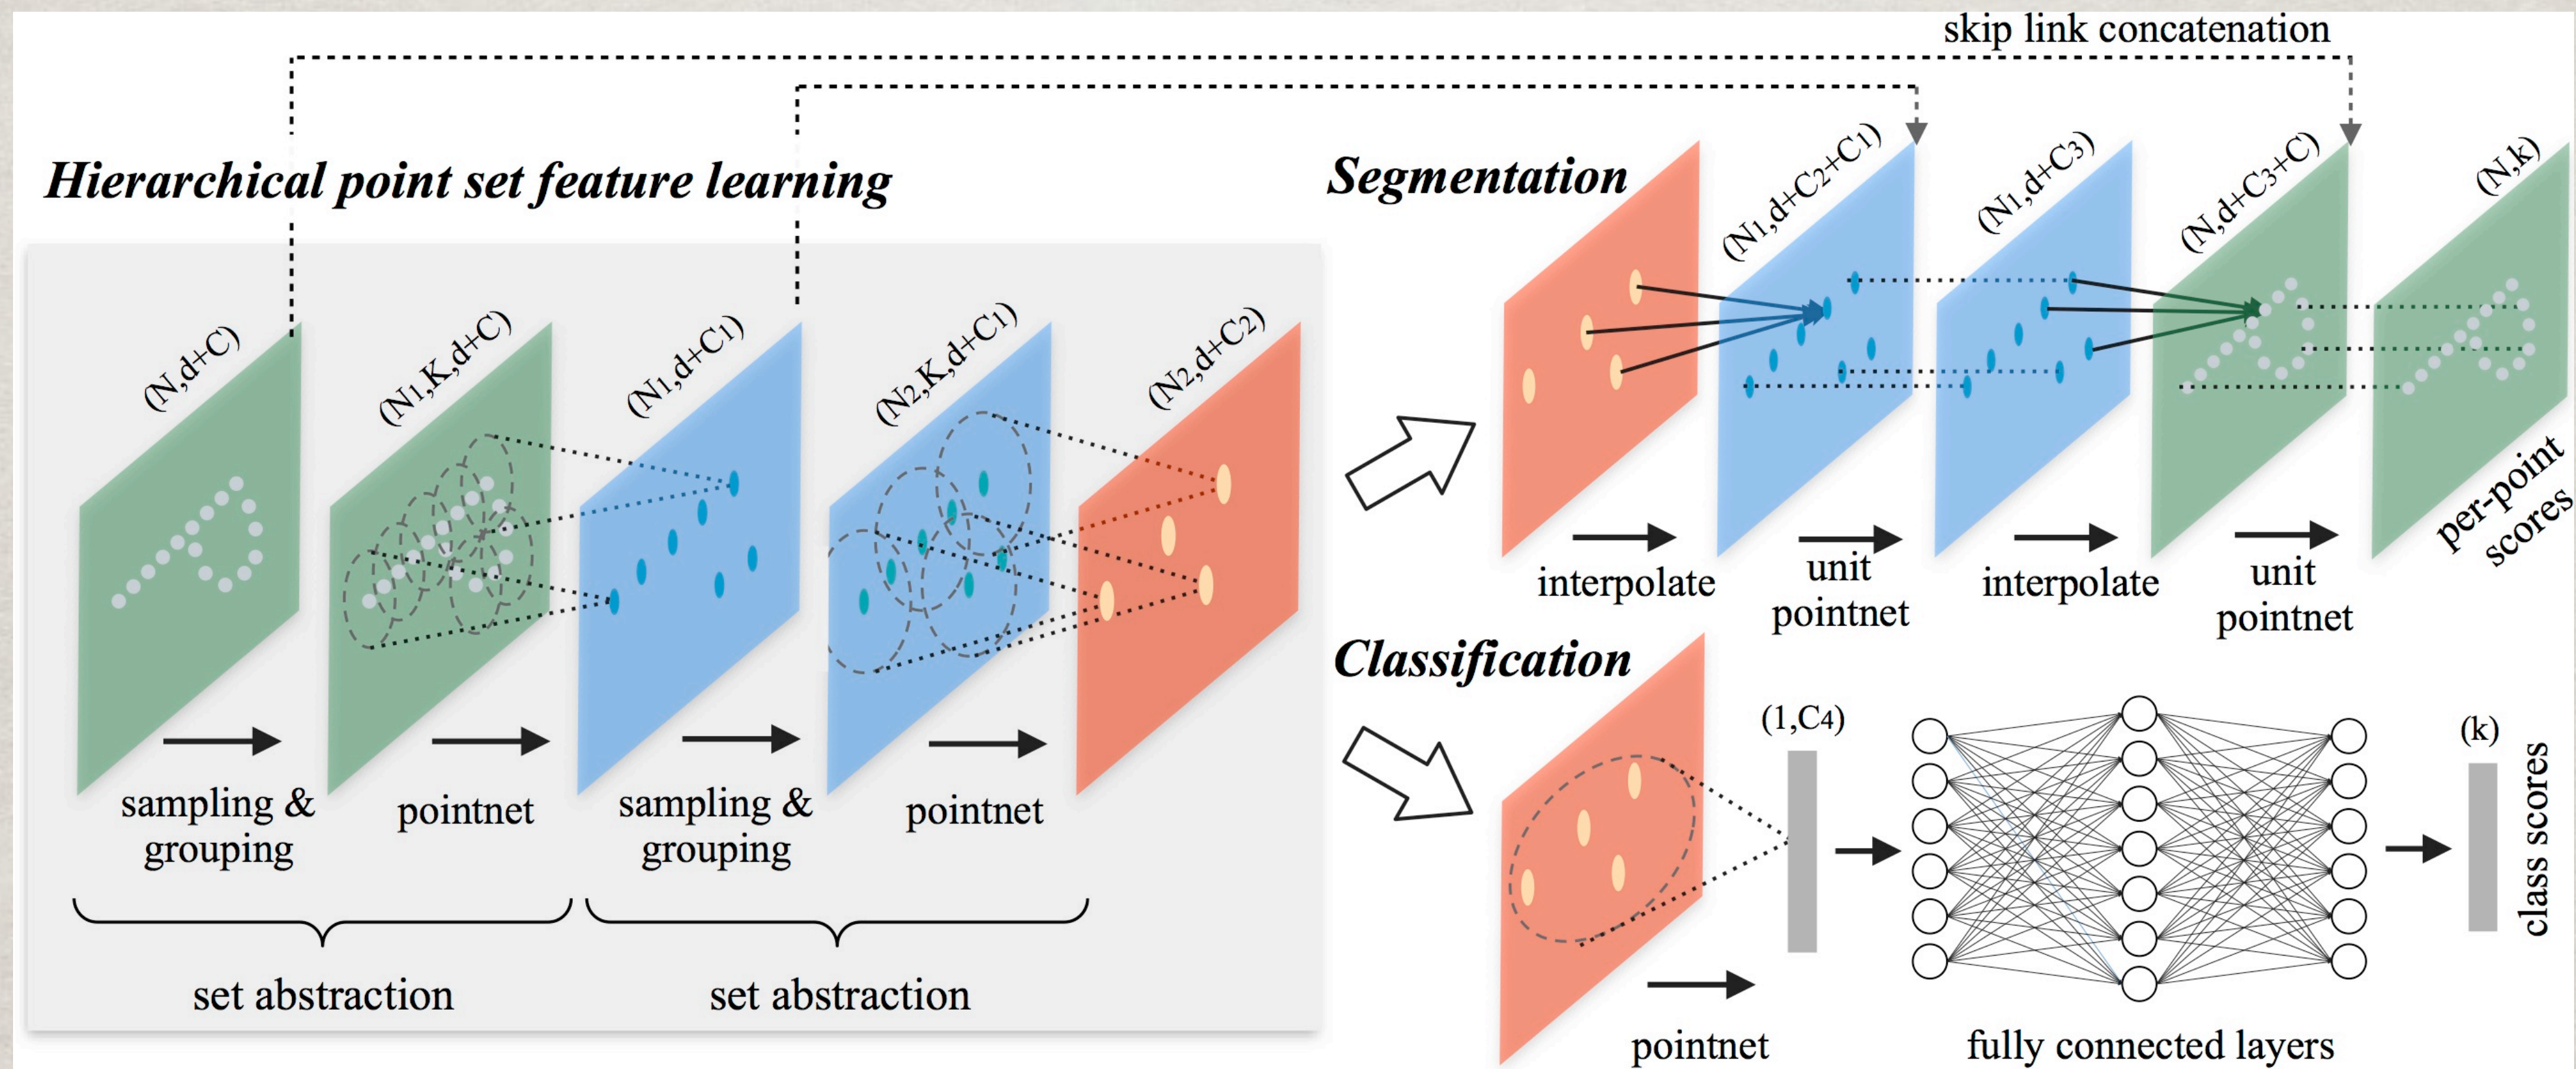 skip link concatenation
Hierarchical point set feature learning
(N,d+C)
(N1,K,d+C)
(N1,d+C1)
(N2,K,d+C1)
(N2,d+C2)
sampling &
grouping
pointnet
sampling &
grouping
pointnet
set abstraction
set abstraction
Segmentation
(N1,d+C2+C1)
(N1,d+C3)
(N,d+C3+C)
(N,k)
interpolate
unit
pointnet
interpolate
unit
pointnet
per-point
scores
Classification
(1,C4)
(k)
class scores
pointnet
fully connected layers